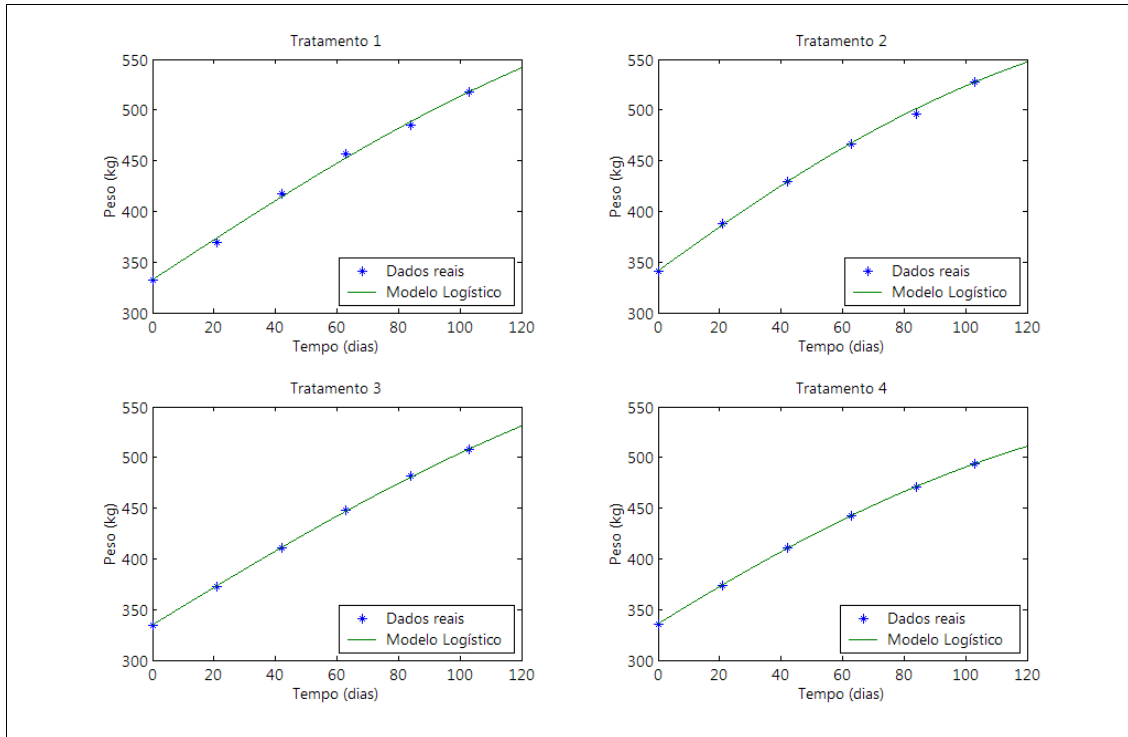 Tratamento 1
550
500
450
400
350
300
Peso (kg)
0 20 40 60 80 100 120
Tempo (dias)
Dados reais
Modelo Logístico
Tratamento 2
550
500
450
400
350
300
Peso (kg)
0 20 40 60 80 100 120
Tempo (dias)
Dados reais
Modelo Logístico
Tratamento 3
550
500
450
400
350
300
Peso (kg)
0 20 40 60 80 100 120
Tempo (dias)
Dados reais
Modelo Logístico
Tratamento 4
550
500
450
400
350
300
Peso (kg)
0 20 40 60 80 100 120
Tempo (dias)
Dados reais
Modelo Logístico